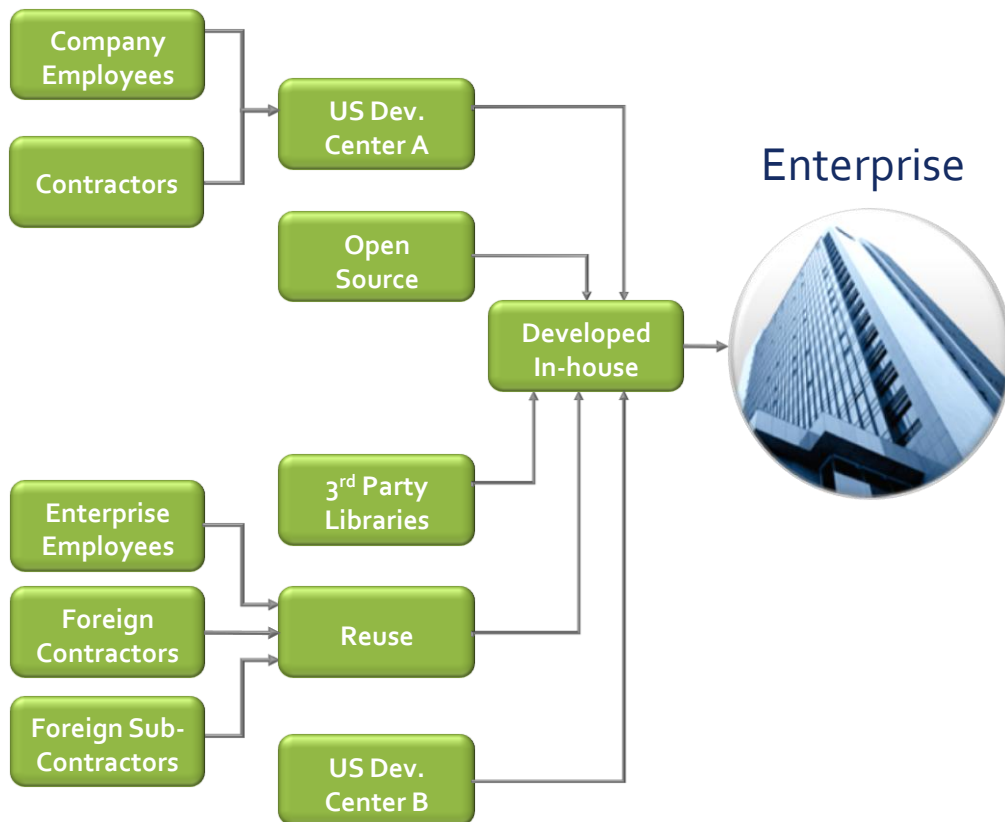 Company
Employees
Contractors
US Dev.
Center A
Open
Source
Enterprise
Developed
In-house
3rd Party
Libraries
Enterprise
Employees
Foreign
Contractors
Reuse
Foreign Sub-
Contractors
US Dev.
Center B